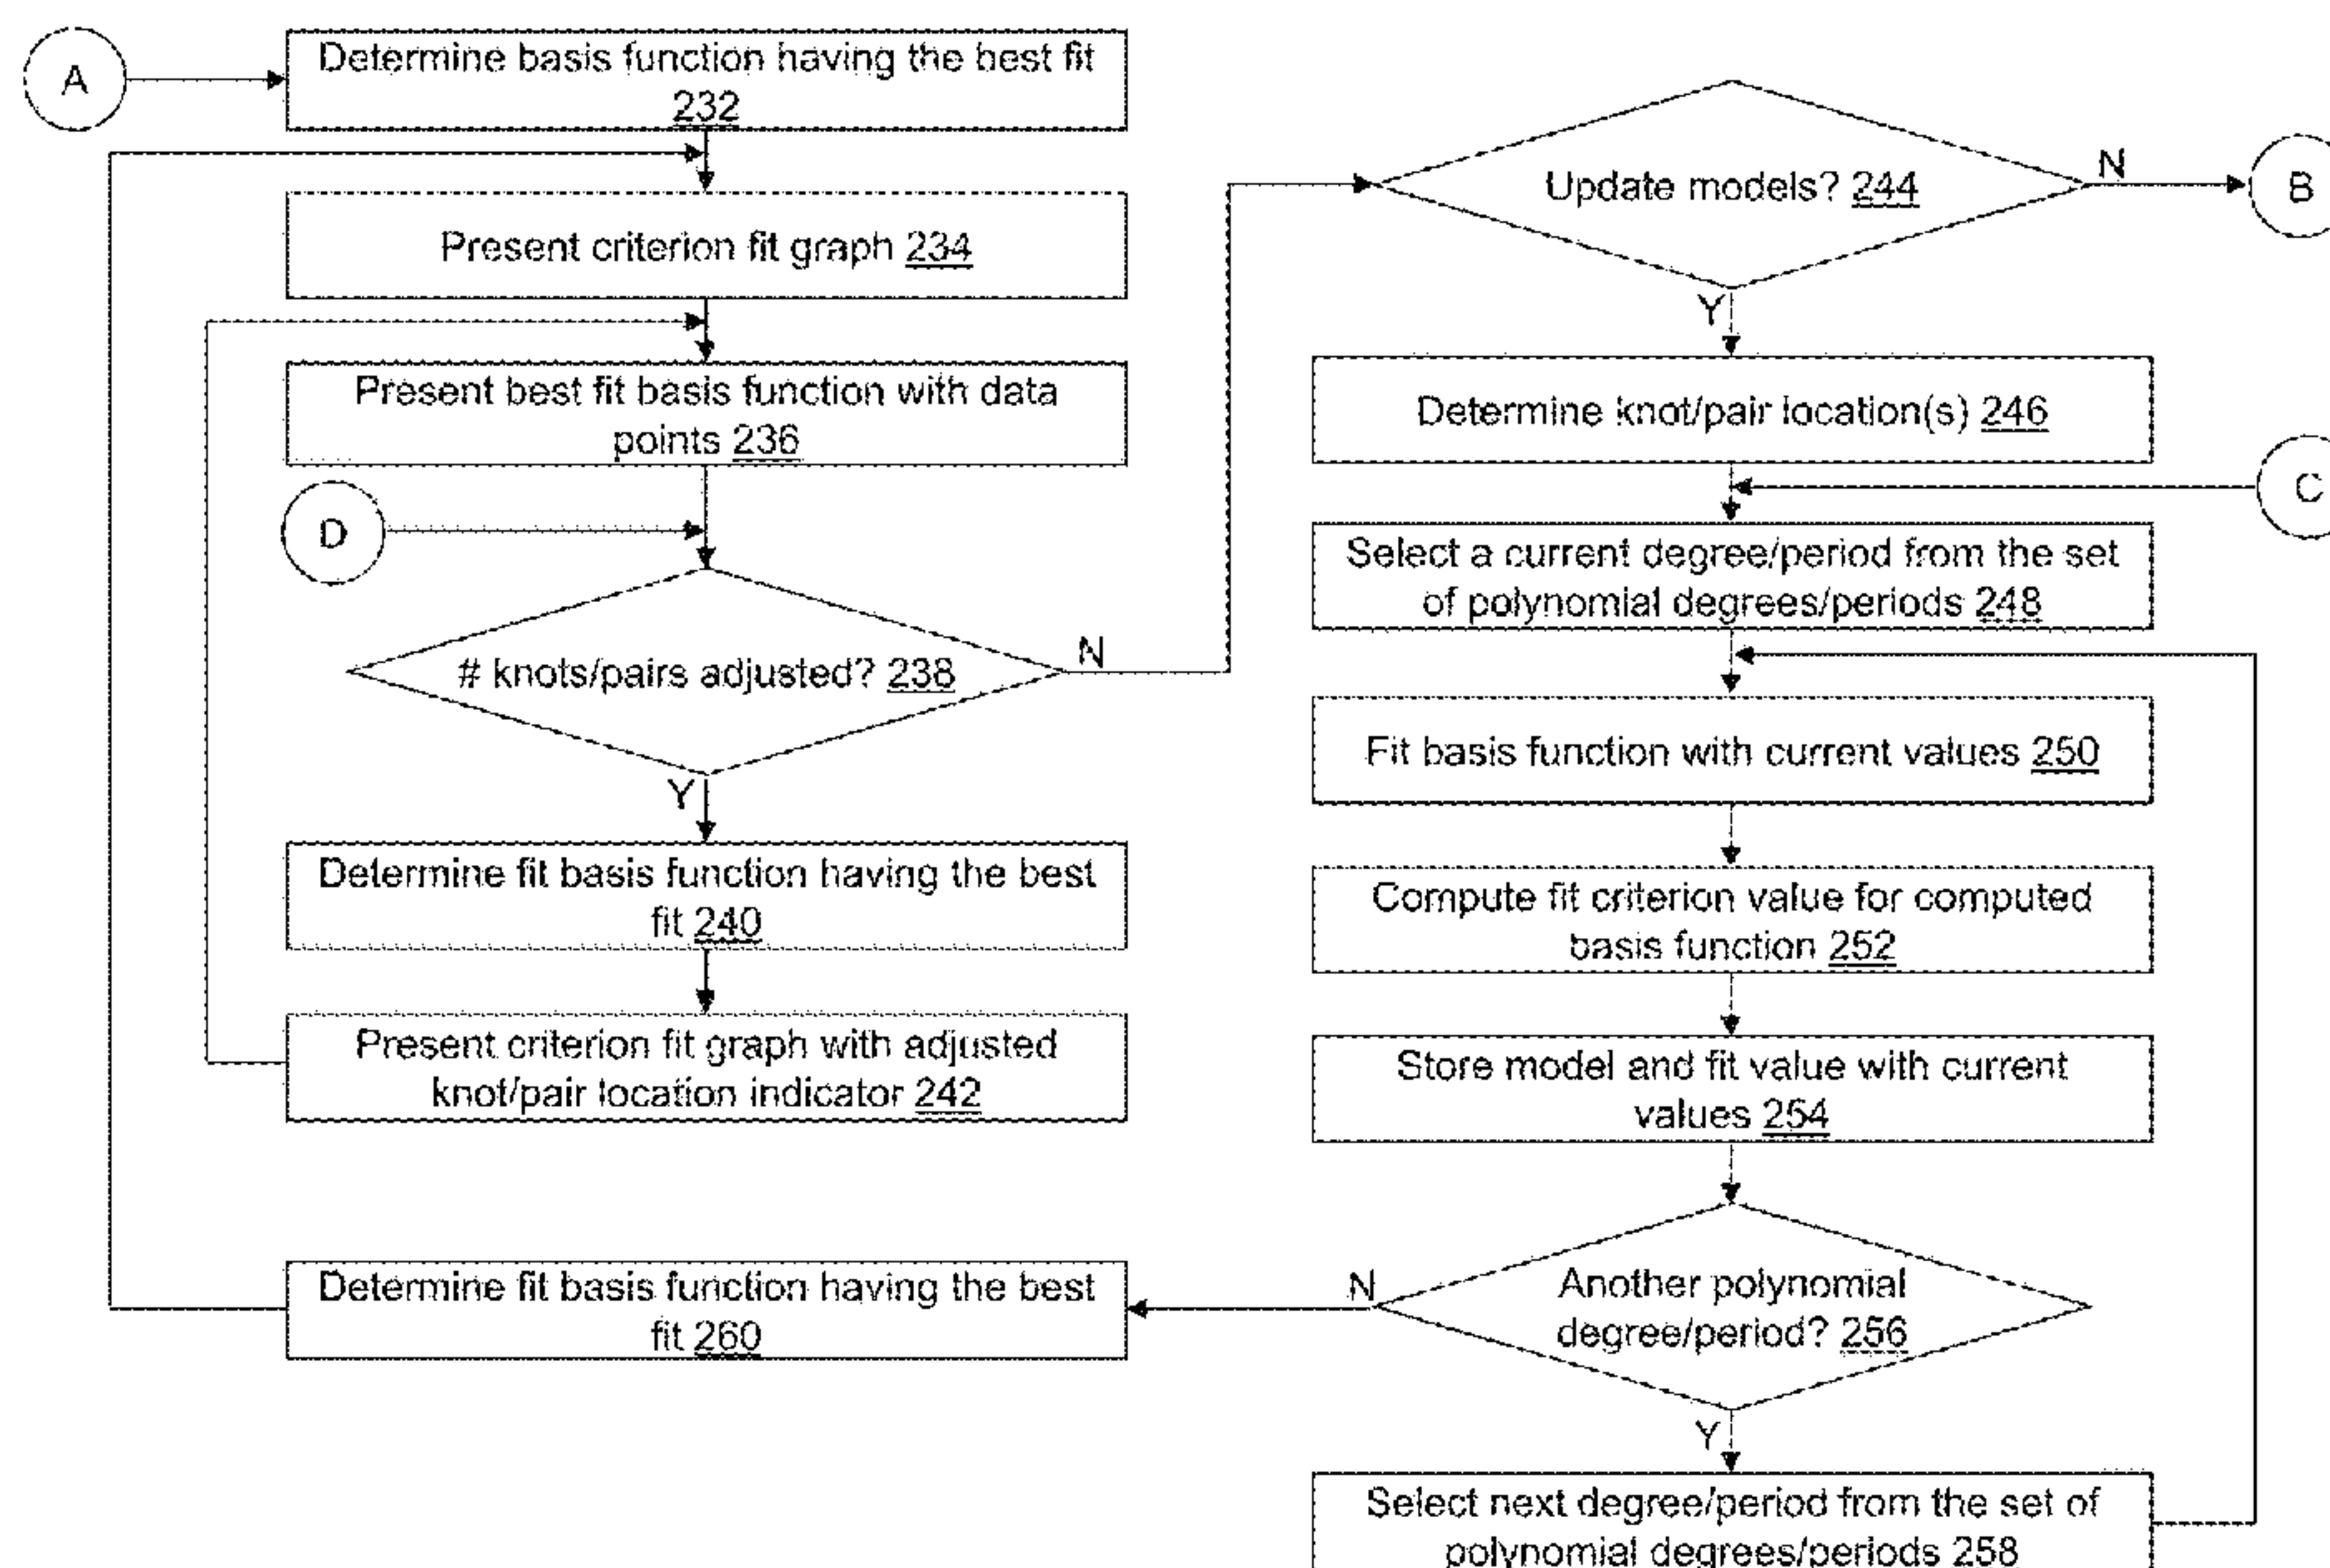 A
Determine basis function having the best fit
232
Present criterion fit graph 234
Present best fit basis function with data
points 236
D
# knots/pairs adjusted? 238
N
Y
Determine fit basis function having the best
fit 240
Present criterion fit graph with adjusted
knot/pair location indicator 242
Determine fit basis function having the best
fit 260
Update models? 244
N
B
Y
Determine knot/pair location(s) 246
C
Select a current degree/period from the set
of polynomial degrees/periods 248
Fit basis function with current values 250
Compute fit criterion value for computed
basis function 252
Store model and fit value with current
values 254
Another polynomial
degree/period? 256
N
Y
Select next degree/period from the set of
polynomial degrees/periods 258